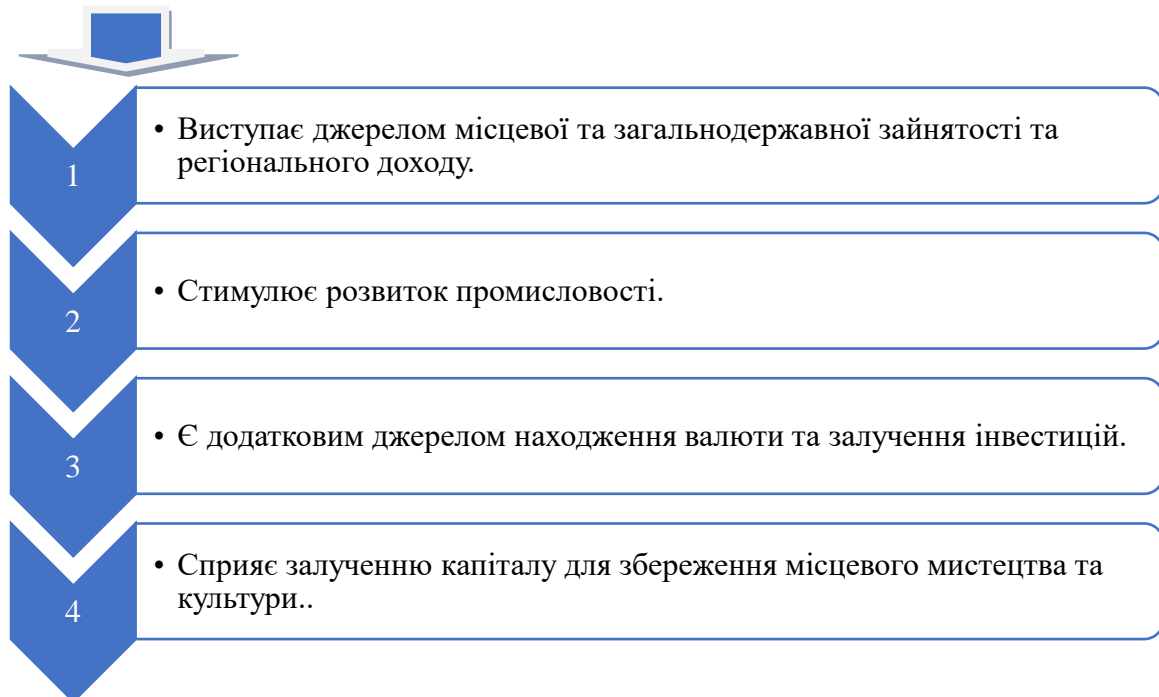 1
• Виступає джерелом місцевої та загальнодержавної зайнятості та
регіонального доходу.
2
• Стимулює розвиток промисловості.
3
• Є додатковим джерелом находження валюти та залучення інвестицій.
4
• Сприяє залученню капіталу для збереження місцевого мистецтва та
культури..